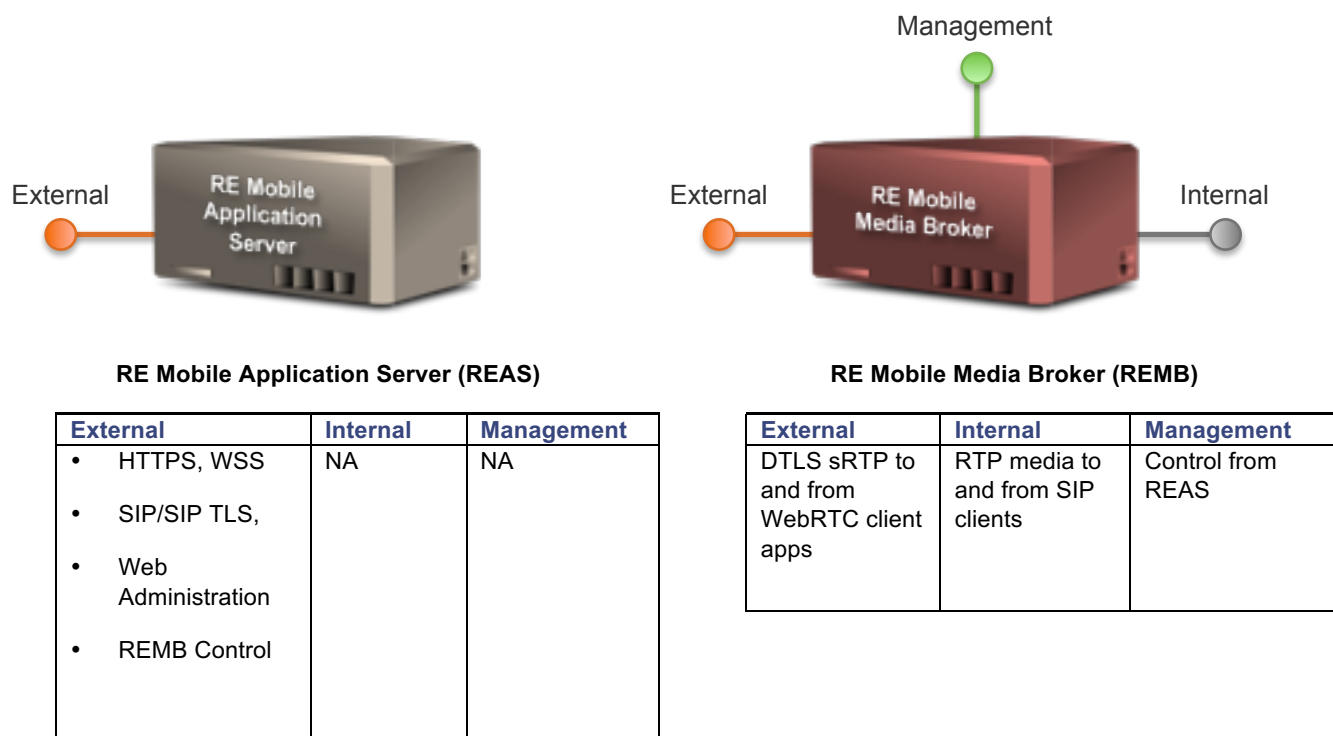 Management
External
RE Mobile
Application
Server
External
RE Mobile
Media Broker
Internal
RE Mobile Application Server (REAS)
RE Mobile Media Broker (REMB)
External Internal Management
• HTTPS, WSS NA NA
• SIP/SIP TLS,
• Web
Administration
• REMB Control
External Internal Management
DTLS sRTP to RTP media to Control from
and from and from SIP REAS
WebRTC client clients
apps